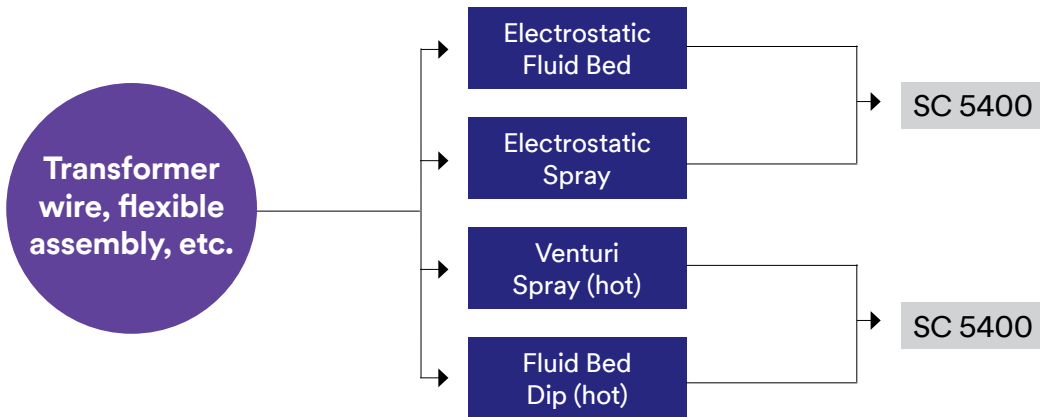 Transformer
wire, flexible
assembly, etc.
Electrostatic
Fluid Bed
Electrostatic
Spray
Venturi
Spray (hot)
Fluid Bed
Dip (hot)
SC 5400
SC 5400